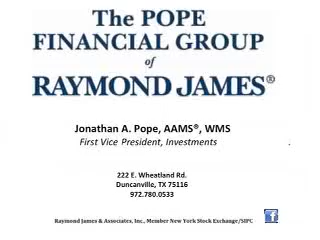 The POPE
FINANCIAL GROUP
of
RAYMOND JAMES®
Jonathan A. Pope, AAMS®, WMS
First Vice President, Investments
222 E. Wheatland Rd.
Duncanville, TX 75116
972.780.0533
Raymond James & Associates, Inc., Member New York Stock Exchange/SIPC
f